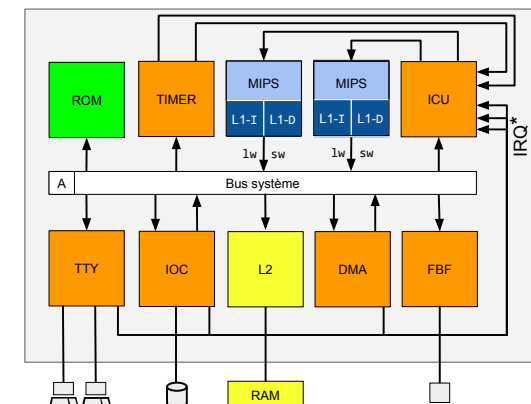 ROM
TIMER
MIPS
L1-I
L1-D
MIPS
L1-I
L1-D
ICU
IRQ*
lw
sw
lw
sw
A
Bus système
TTY
IOC
L2
DMA
FBF
RAM